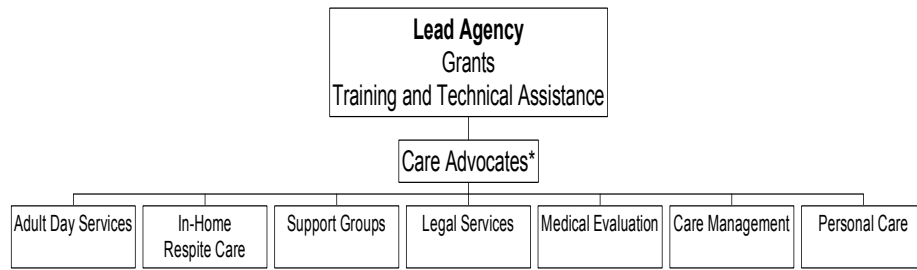 Lead Agency
Grants
Training and Technical Assistance
Care Advocates*
Adult Day Services
In-Home
Respite Care
Support Groups
Legal Services
Medical Evaluation
Care Management
Personal Care